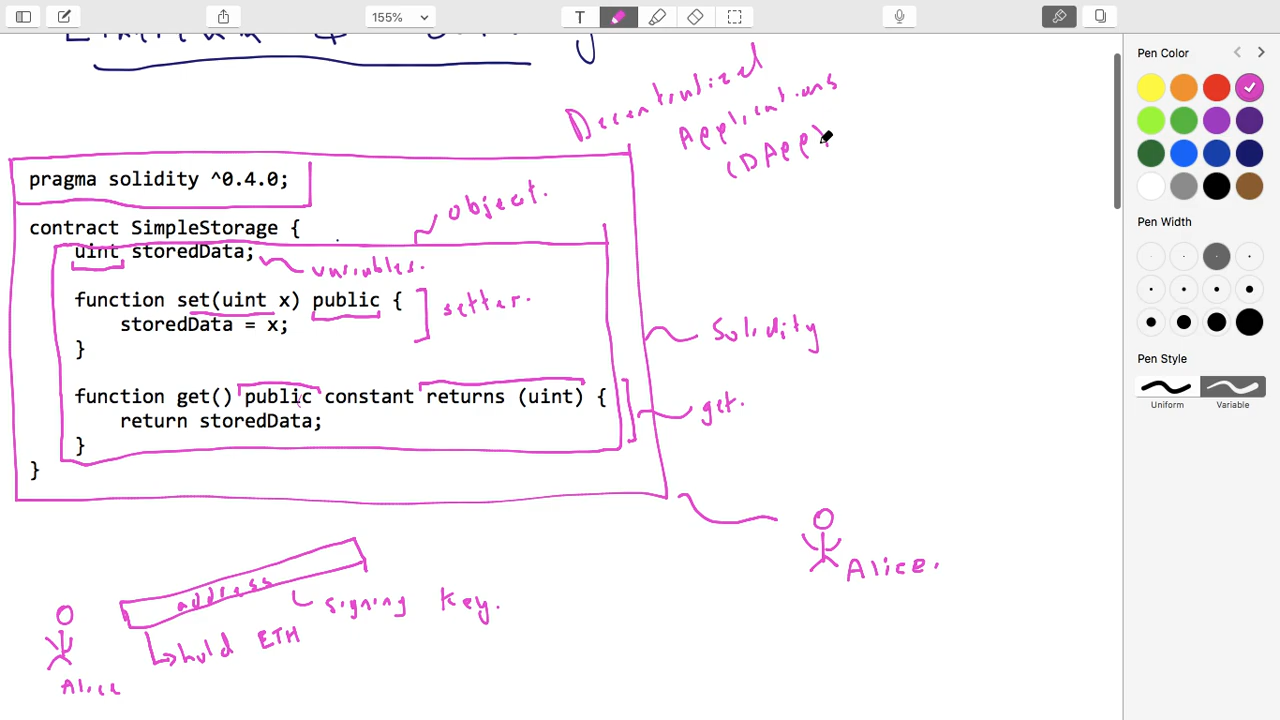 155%
T
Decentralized
Applications
(DApp)
pragma solidity ^0.4.0;
object.
contract SimpleStorage {
uint storedData;
variables.
function set(uint x) public {
setter.
storedData = x;
}
Solidity
function get() public constant returns (uint) {
get.
return storedData;
}
}
Alice.
address
signing key.
hold ETH
Alice
Pen Color
Pen Width
Pen Style
Uniform
Variable